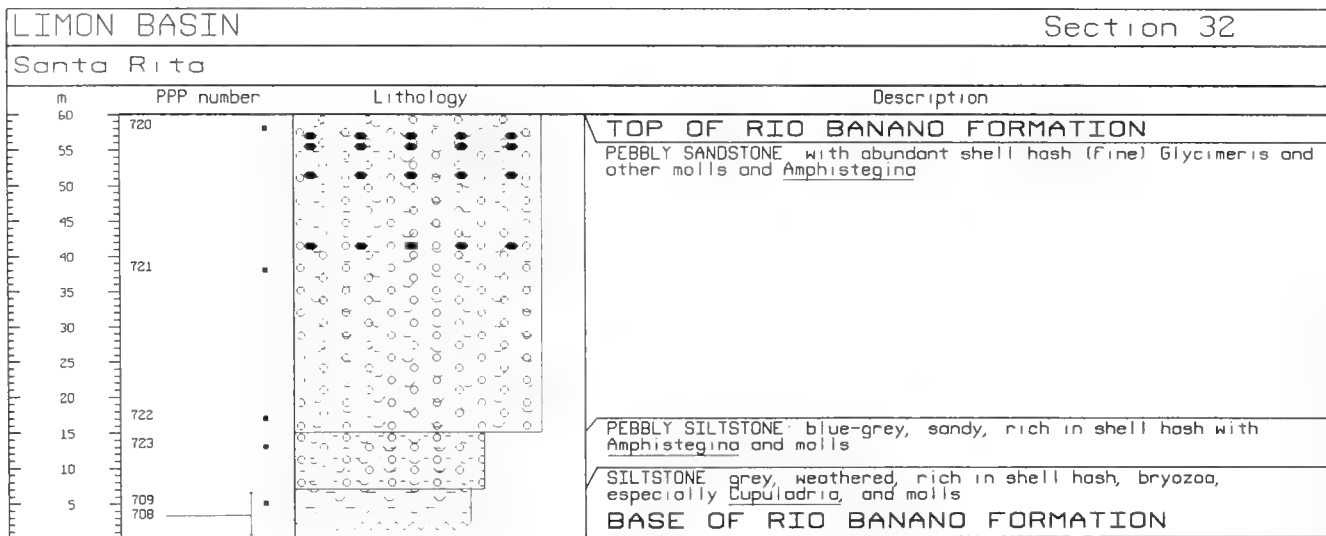 LIMON BASIN Section 32
Santa Rita
m PPP number Lithology Description
60
720
TOP OF RIO BANANO FORMATION
55
PEBBLY SANDSTONE with abundant shell hash (fine) Glycimeris and
other molls and Amphistegina
50
45
40
721
35
30
25
20
722
15
PEBBLY SILTSTONE blue-grey, sandy, rich in shell hash with
723
Amphistegina and molls
10
SILTSTONE grey, weathered, rich in shell hash, bryozoa,
709
especially Cupuladria, and molls
5
708
BASE OF RIO BANANO FORMATION